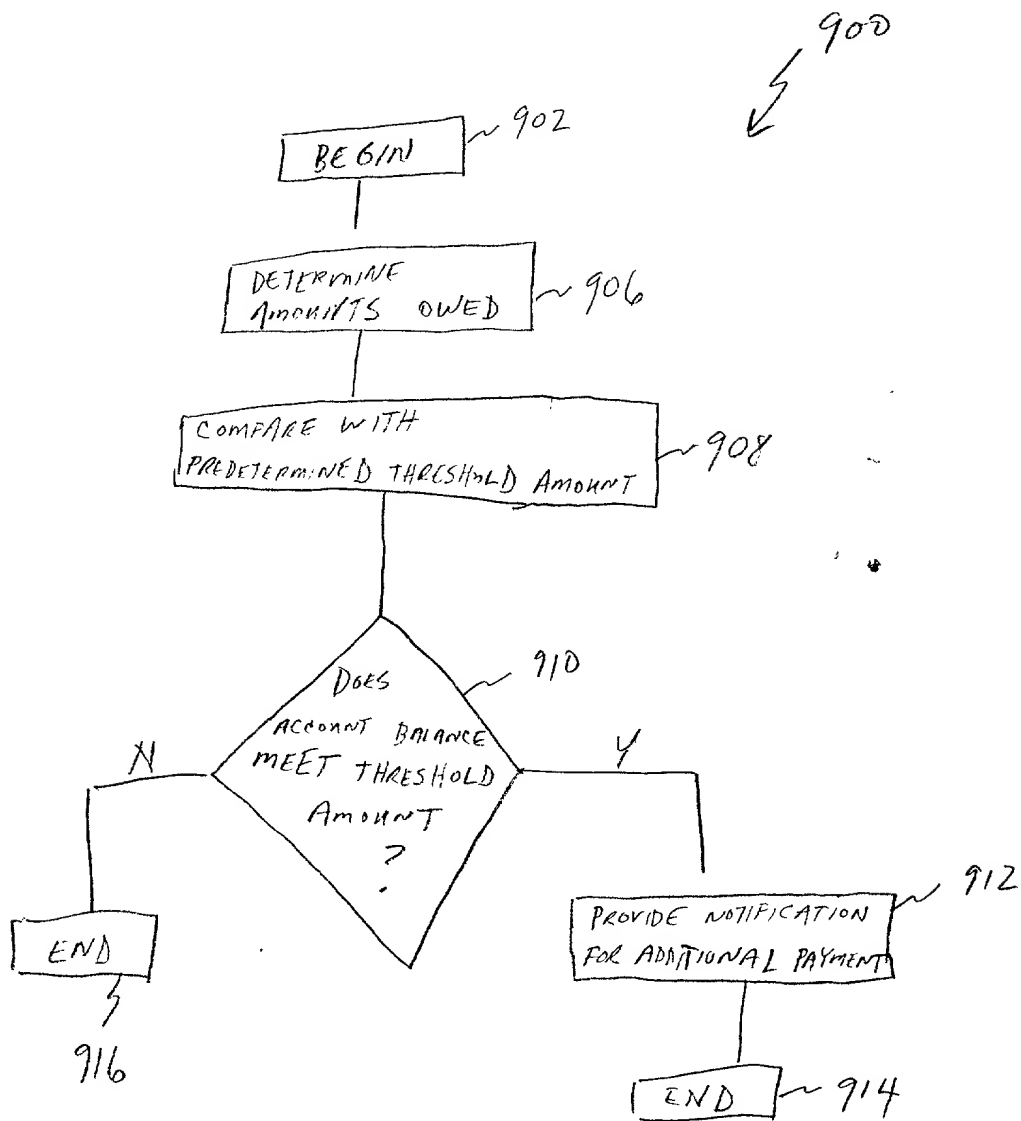 900
BEGIN
902
DETERMINE
AMOUNTS OWED
906
COMPARE WITH
PREDETERMINED THRESHOLD AMOUNT
908
DOES
ACCOUNT BALANCE
MEET THRESHOLD
AMOUNT
?
910
N
Y
END
916
PROVIDE NOTIFICATION
FOR ADDITIONAL PAYMENT
912
END
914